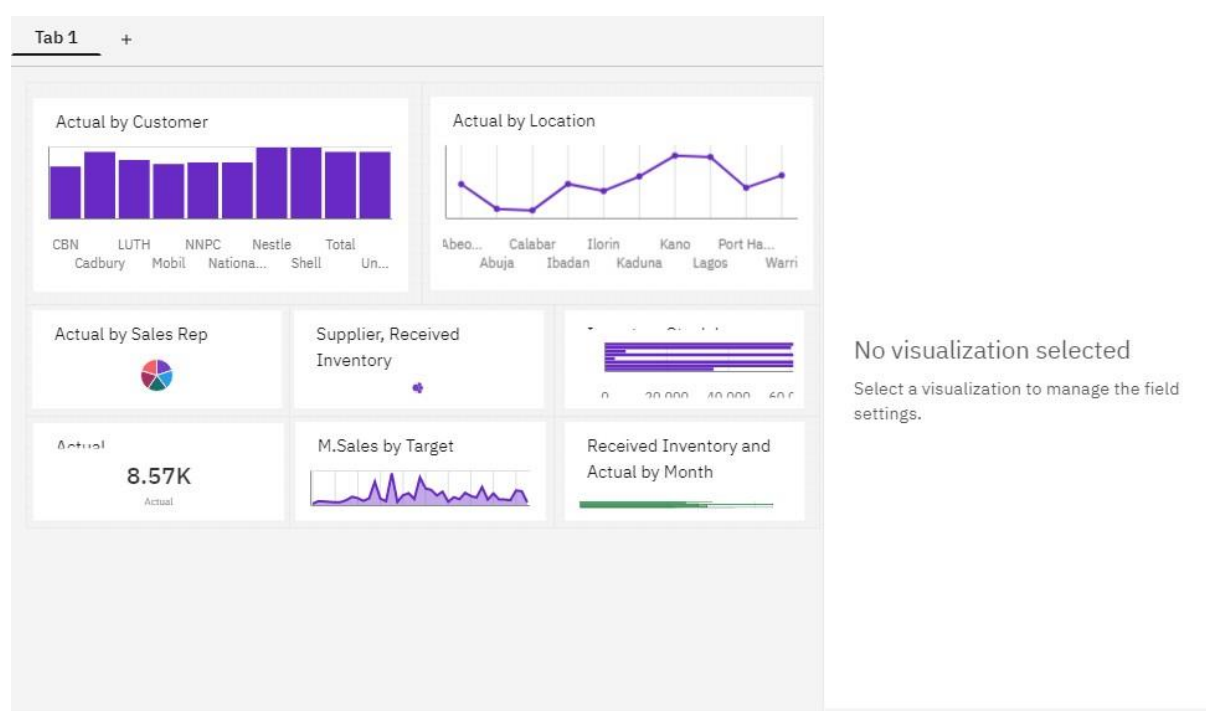 Tab 1 +
Actual by Customer
CBN LUTH NNPC Nestle Total
Cadbury Mobil Nationa... Shell Un...
Actual by Location
Abeo... Calabar Ilorin Kano Port Ha...
Abuja Ibadan Kaduna Lagos Warri
Actual by Sales Rep
Supplier, Received
Inventory
0 20,000 40,000
Actual
8.57K
Actual
M.Sales by Target
Received Inventory and
Actual by Month
No visualization selected
Select a visualization to manage the field
settings.